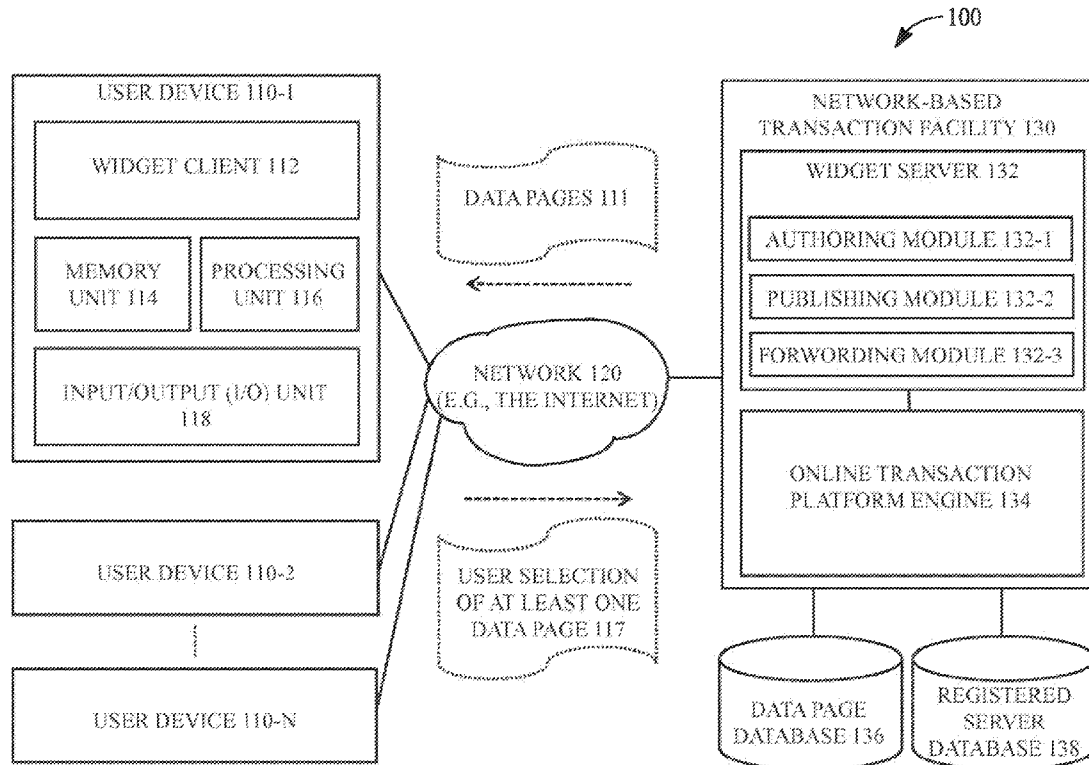 100
USER DEVICE 110-1
WIDGET CLIENT 112
MEMORY
UNIT 114
PROCESSING
UNIT 116
INPUT/OUTPUT (I/O) UNIT
118
USER DEVICE 110-2
USER DEVICE 110-N
DATA PAGES 111
NETWORK 120
(E.G., THE INTERNET)
USER SELECTION
OF AT LEAST ONE
DATA PAGE 117
NETWORK-BASED
TRANSACTION FACILITY 130
WIDGET SERVER 132
AUTHORING MODULE 132-1
PUBLISHING MODULE 132-2
FORWORDING MODULE 132-3
ONLINE TRANSACTION
PLATFORM ENGINE 134
DATA PAGE
DATABASE 136
REGISTERED
SERVER
DATABASE 138